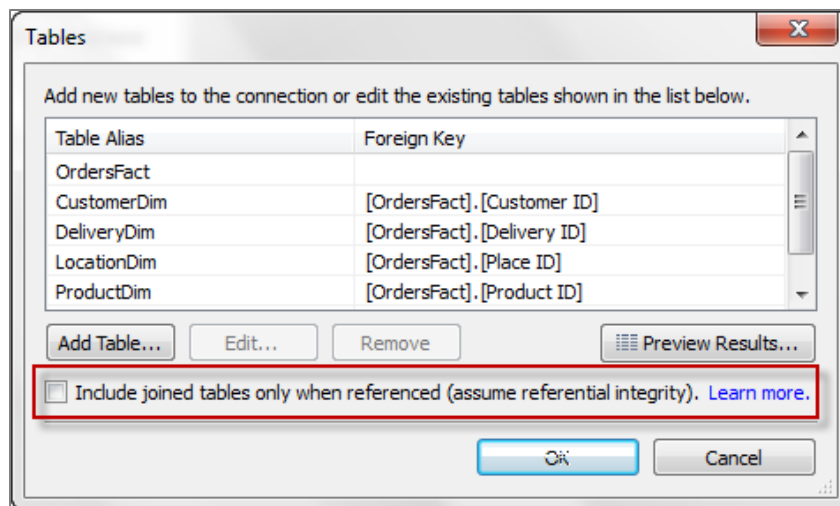 Tables
Add new tables to the connection or edit the existing tables shown in the list below.
Table Alias Foreign Key
OrdersFact
CustomerDim [OrdersFact].[Customer ID]
DeliveryDim [OrdersFact].[Delivery ID]
LocationDim [OrdersFact].[Place ID]
ProductDim [OrdersFact].[Product ID]
Add Table... Edit... Remove Preview Results...
Include joined tables only when referenced (assume referential integrity). Learn more.
OK Cancel